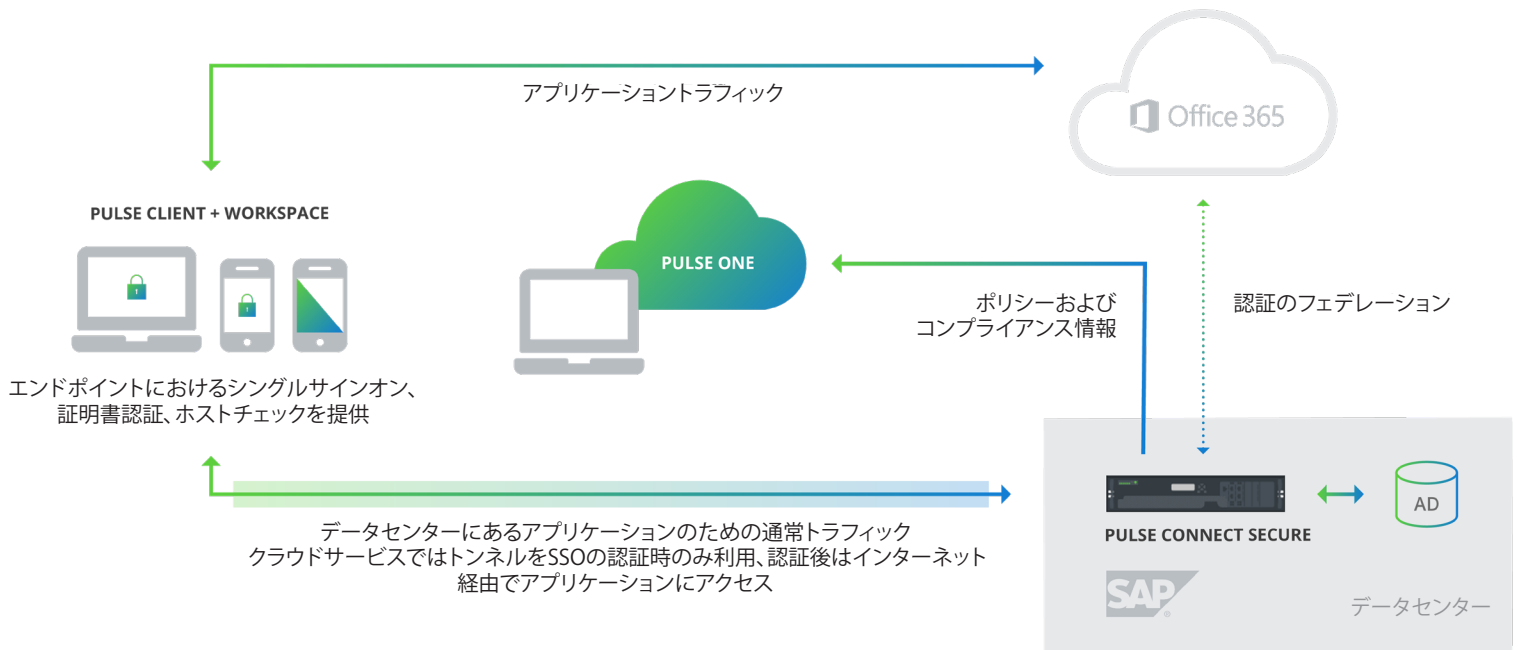 アプリケーショントラフィック
Office 365
PULSE CLIENT + WORKSPACE
PULSE ONE
ポリシーおよび
コンプライアンス情報
認証のフェデレーション
エンドポイントにおけるシングルサインオン、
証明書認証、ホストチェックを提供
AD
データセンターにあるアプリケーションのための通常トラフィック
クラウドサービスではトンネルをSSOの認証時のみ利用、認証後はインターネット
経由でアプリケーションにアクセス
PULSE CONNECT SECURE
SAP®
データセンター